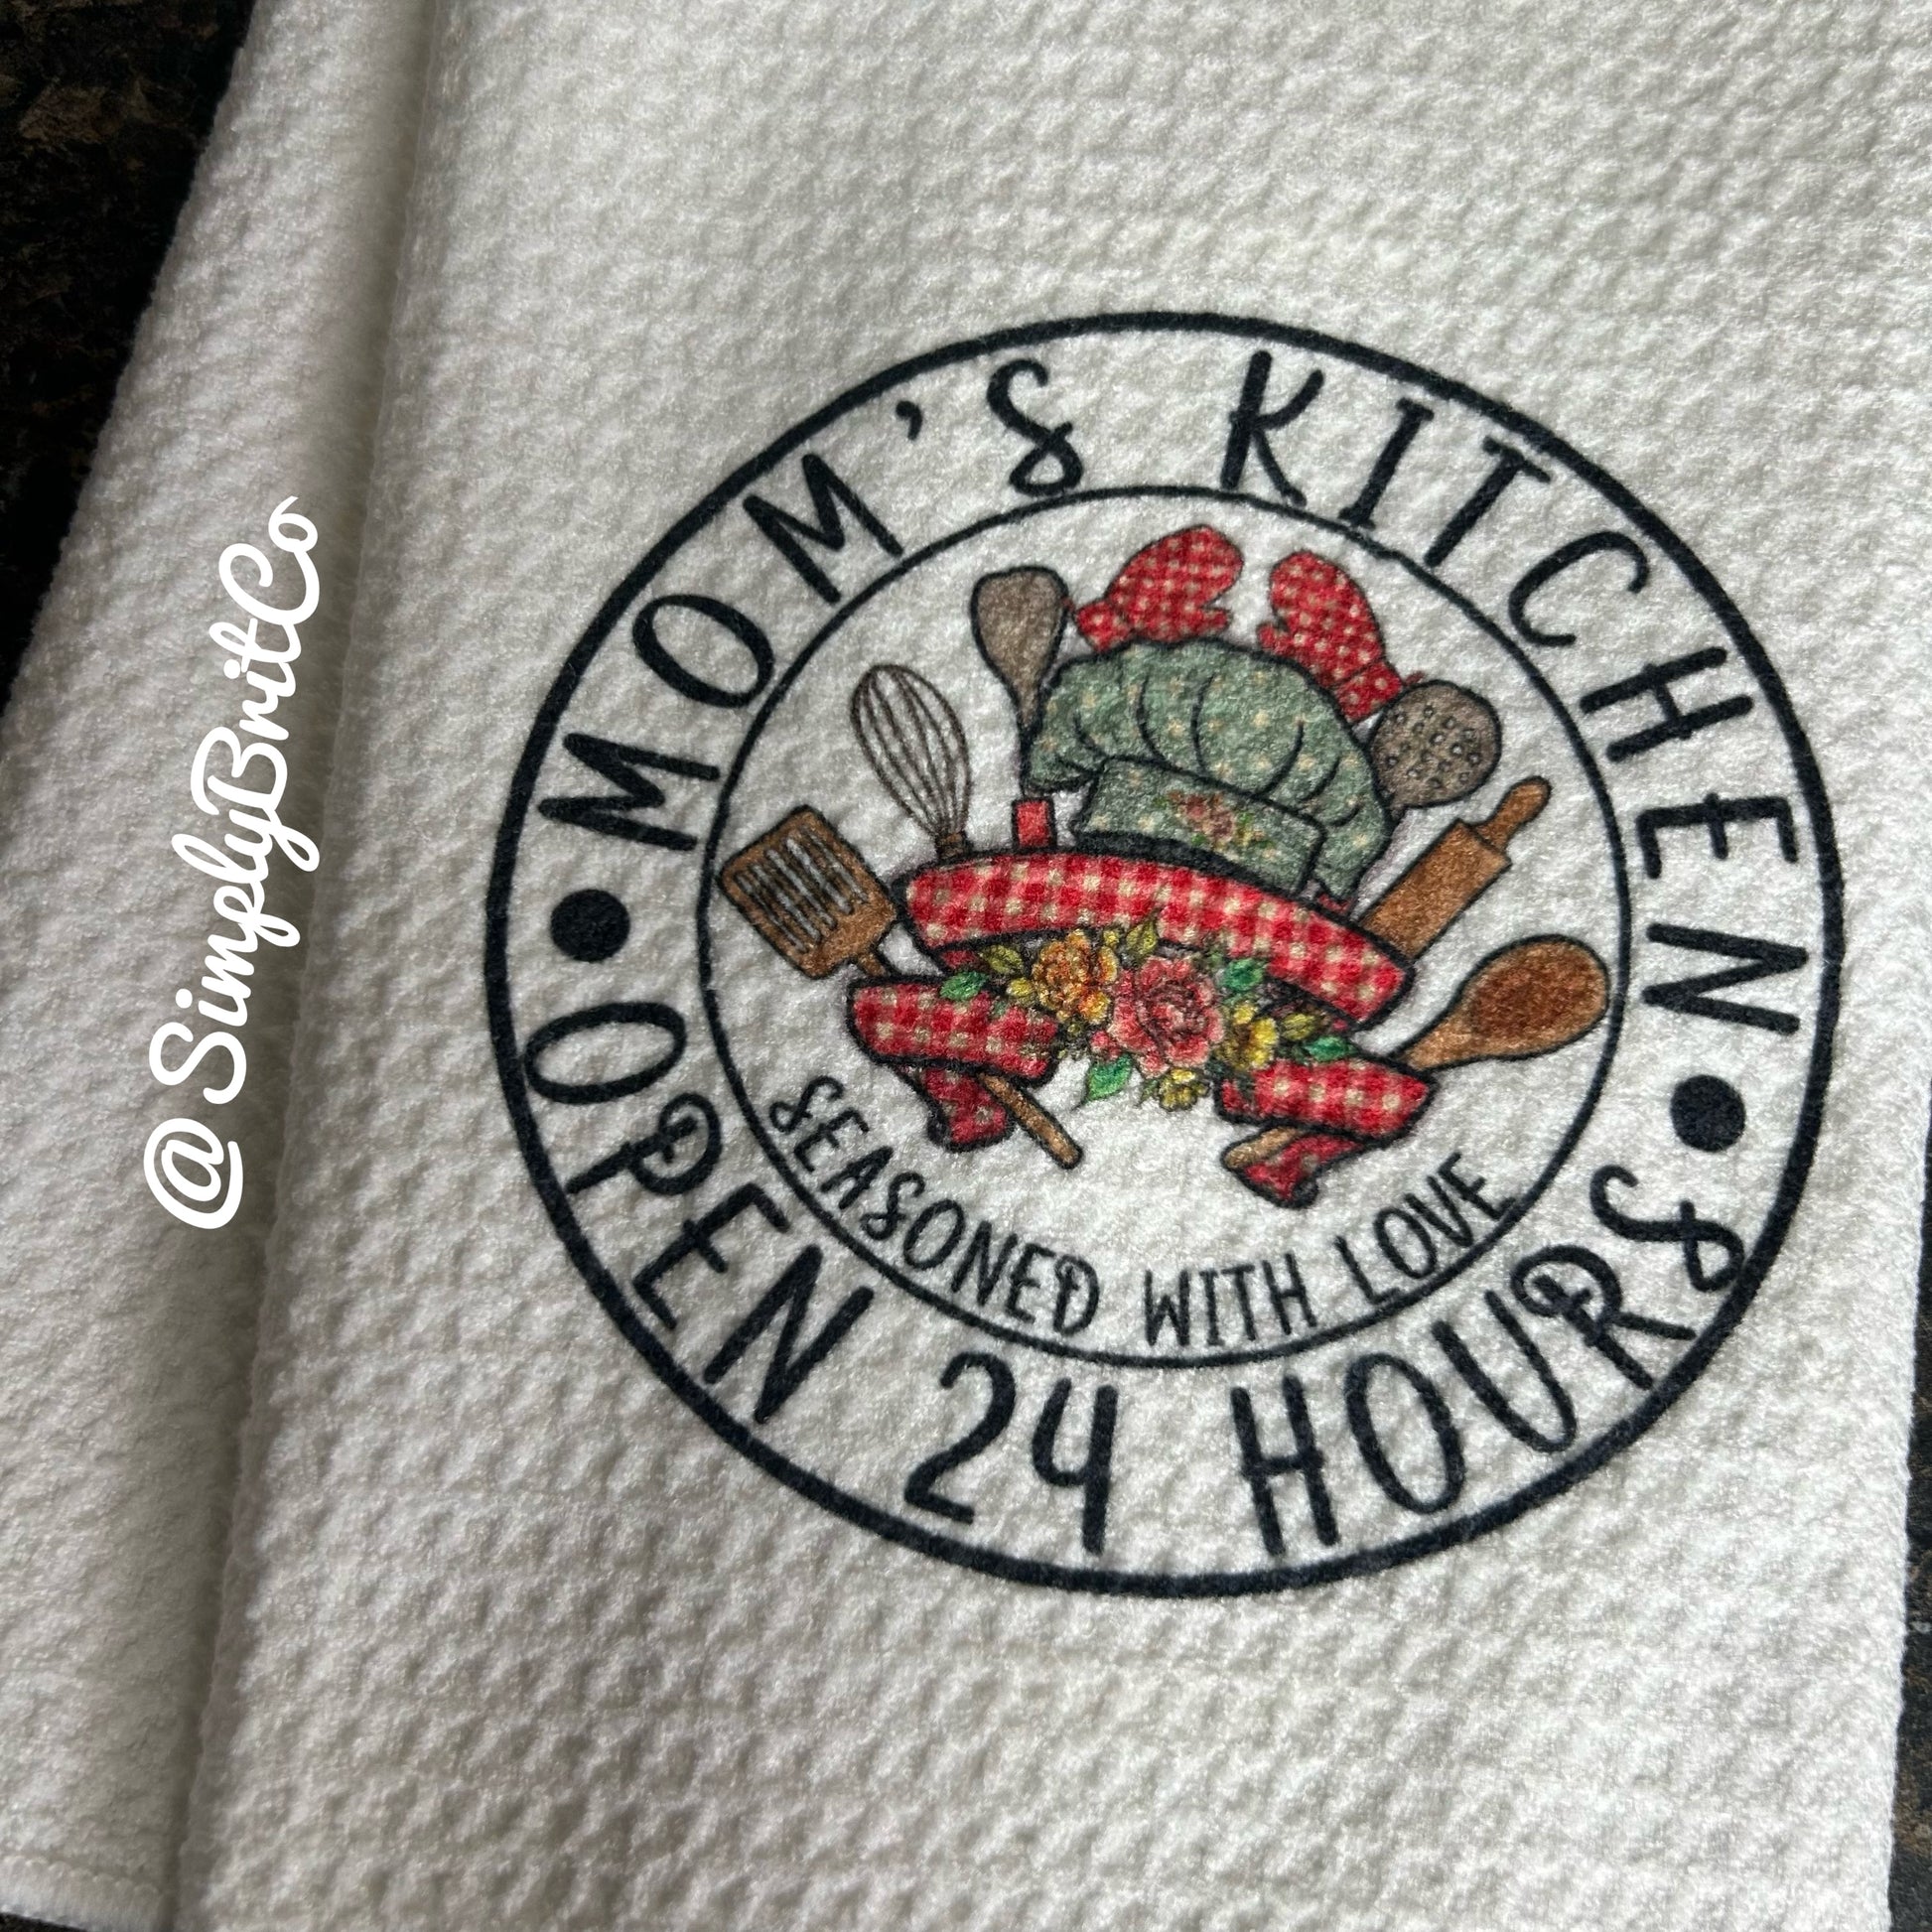 MOM'S KITCHEN
SEASONED WITH LOVE
OPEN 24 HOURS
@SimplyBritCo